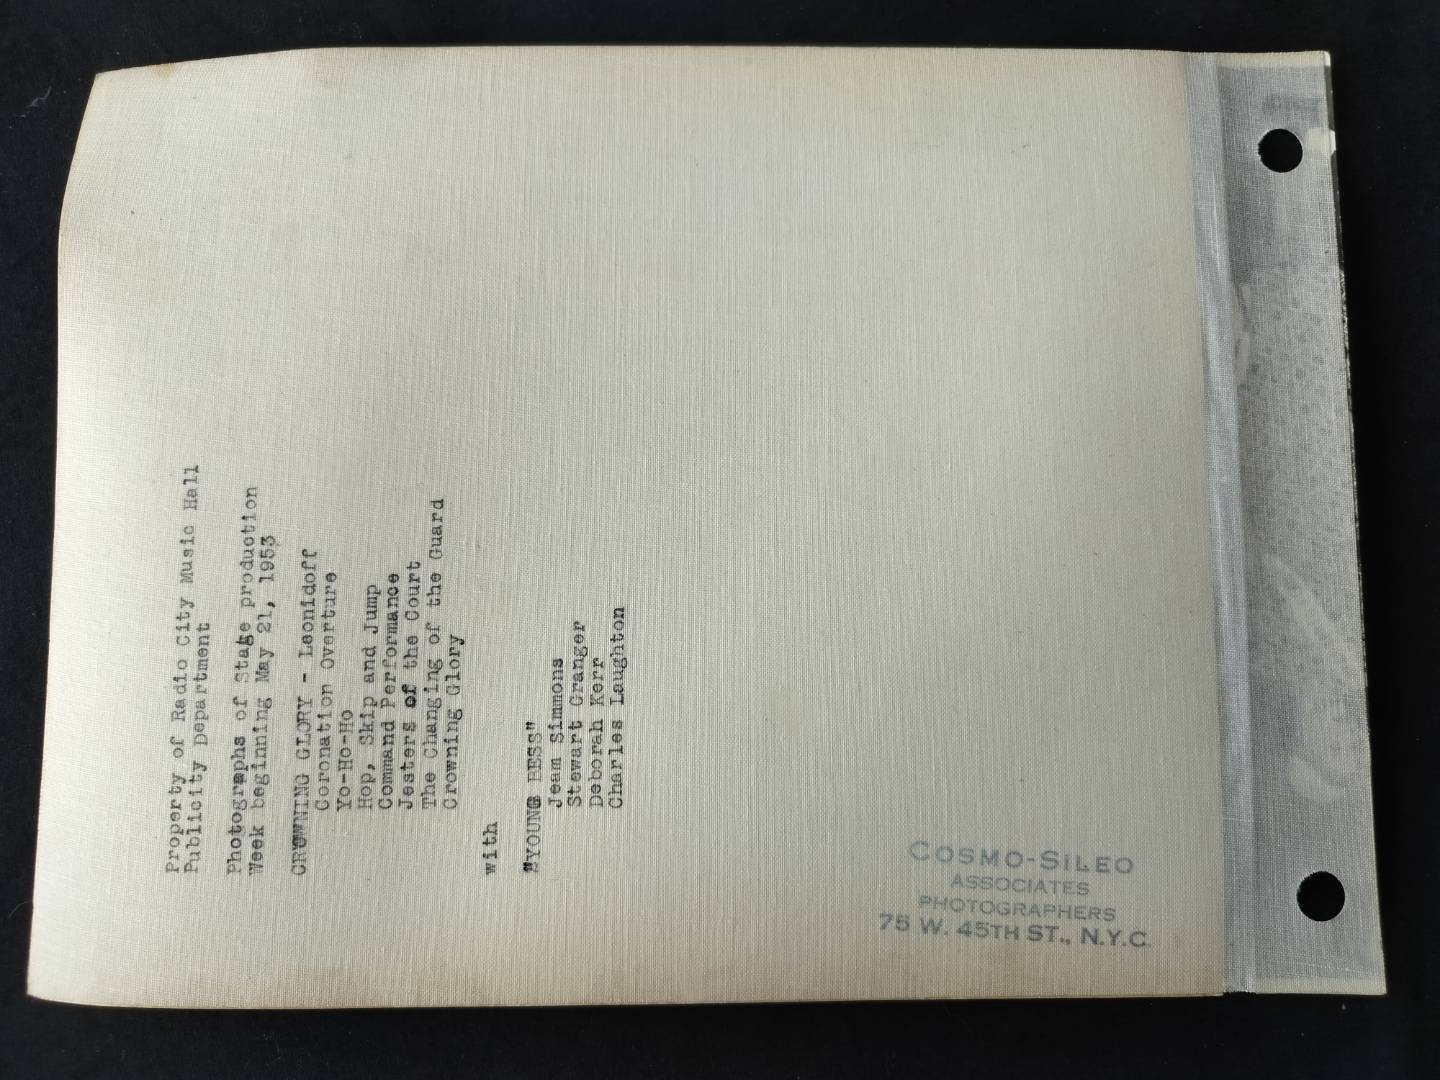 Property of Radio City Music Hall
Publicity Department
Photographs of Stage production
Week beginning May 21, 1953
CROWNING GLORY - Leonidoff
Coronation Overture
Yo-Ho-Ho
Hop, Skip and Jump
Command Performance
Jesters of the Court
The Changing of the Guard
Crowning Glory
with
"YOUNG BESS"
Jeam Simmons
Stewart Granger
Deborah Kerr
Charles Laughton
COSMO-SILEO
ASSOCIATES
PHOTOGRAPHERS
75 W. 45TH ST., N.Y.C.